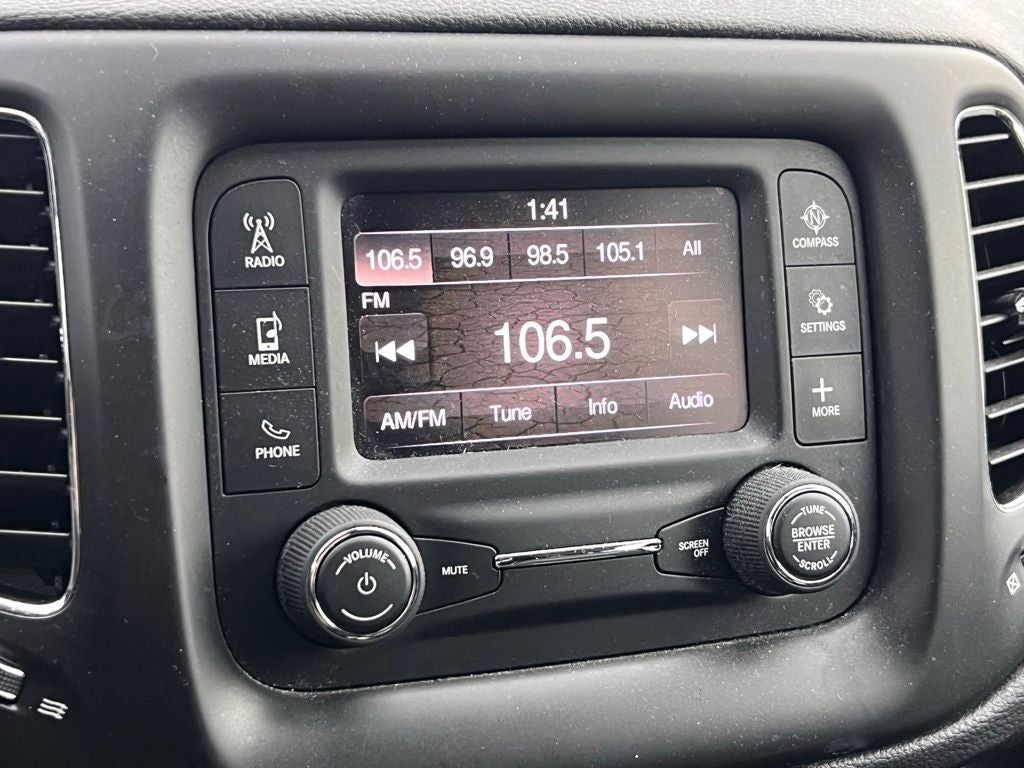 1:41
106.5 96.9 98.5 105.1 All
FM
106.5
AM/FM Tune Info Audio
RADIO
MEDIA
PHONE
N
COMPASS
SETTINGS
MORE
VOLUME
MUTE
SCREEN
OFF
TUNE
BROWSE
ENTER
SCROLL